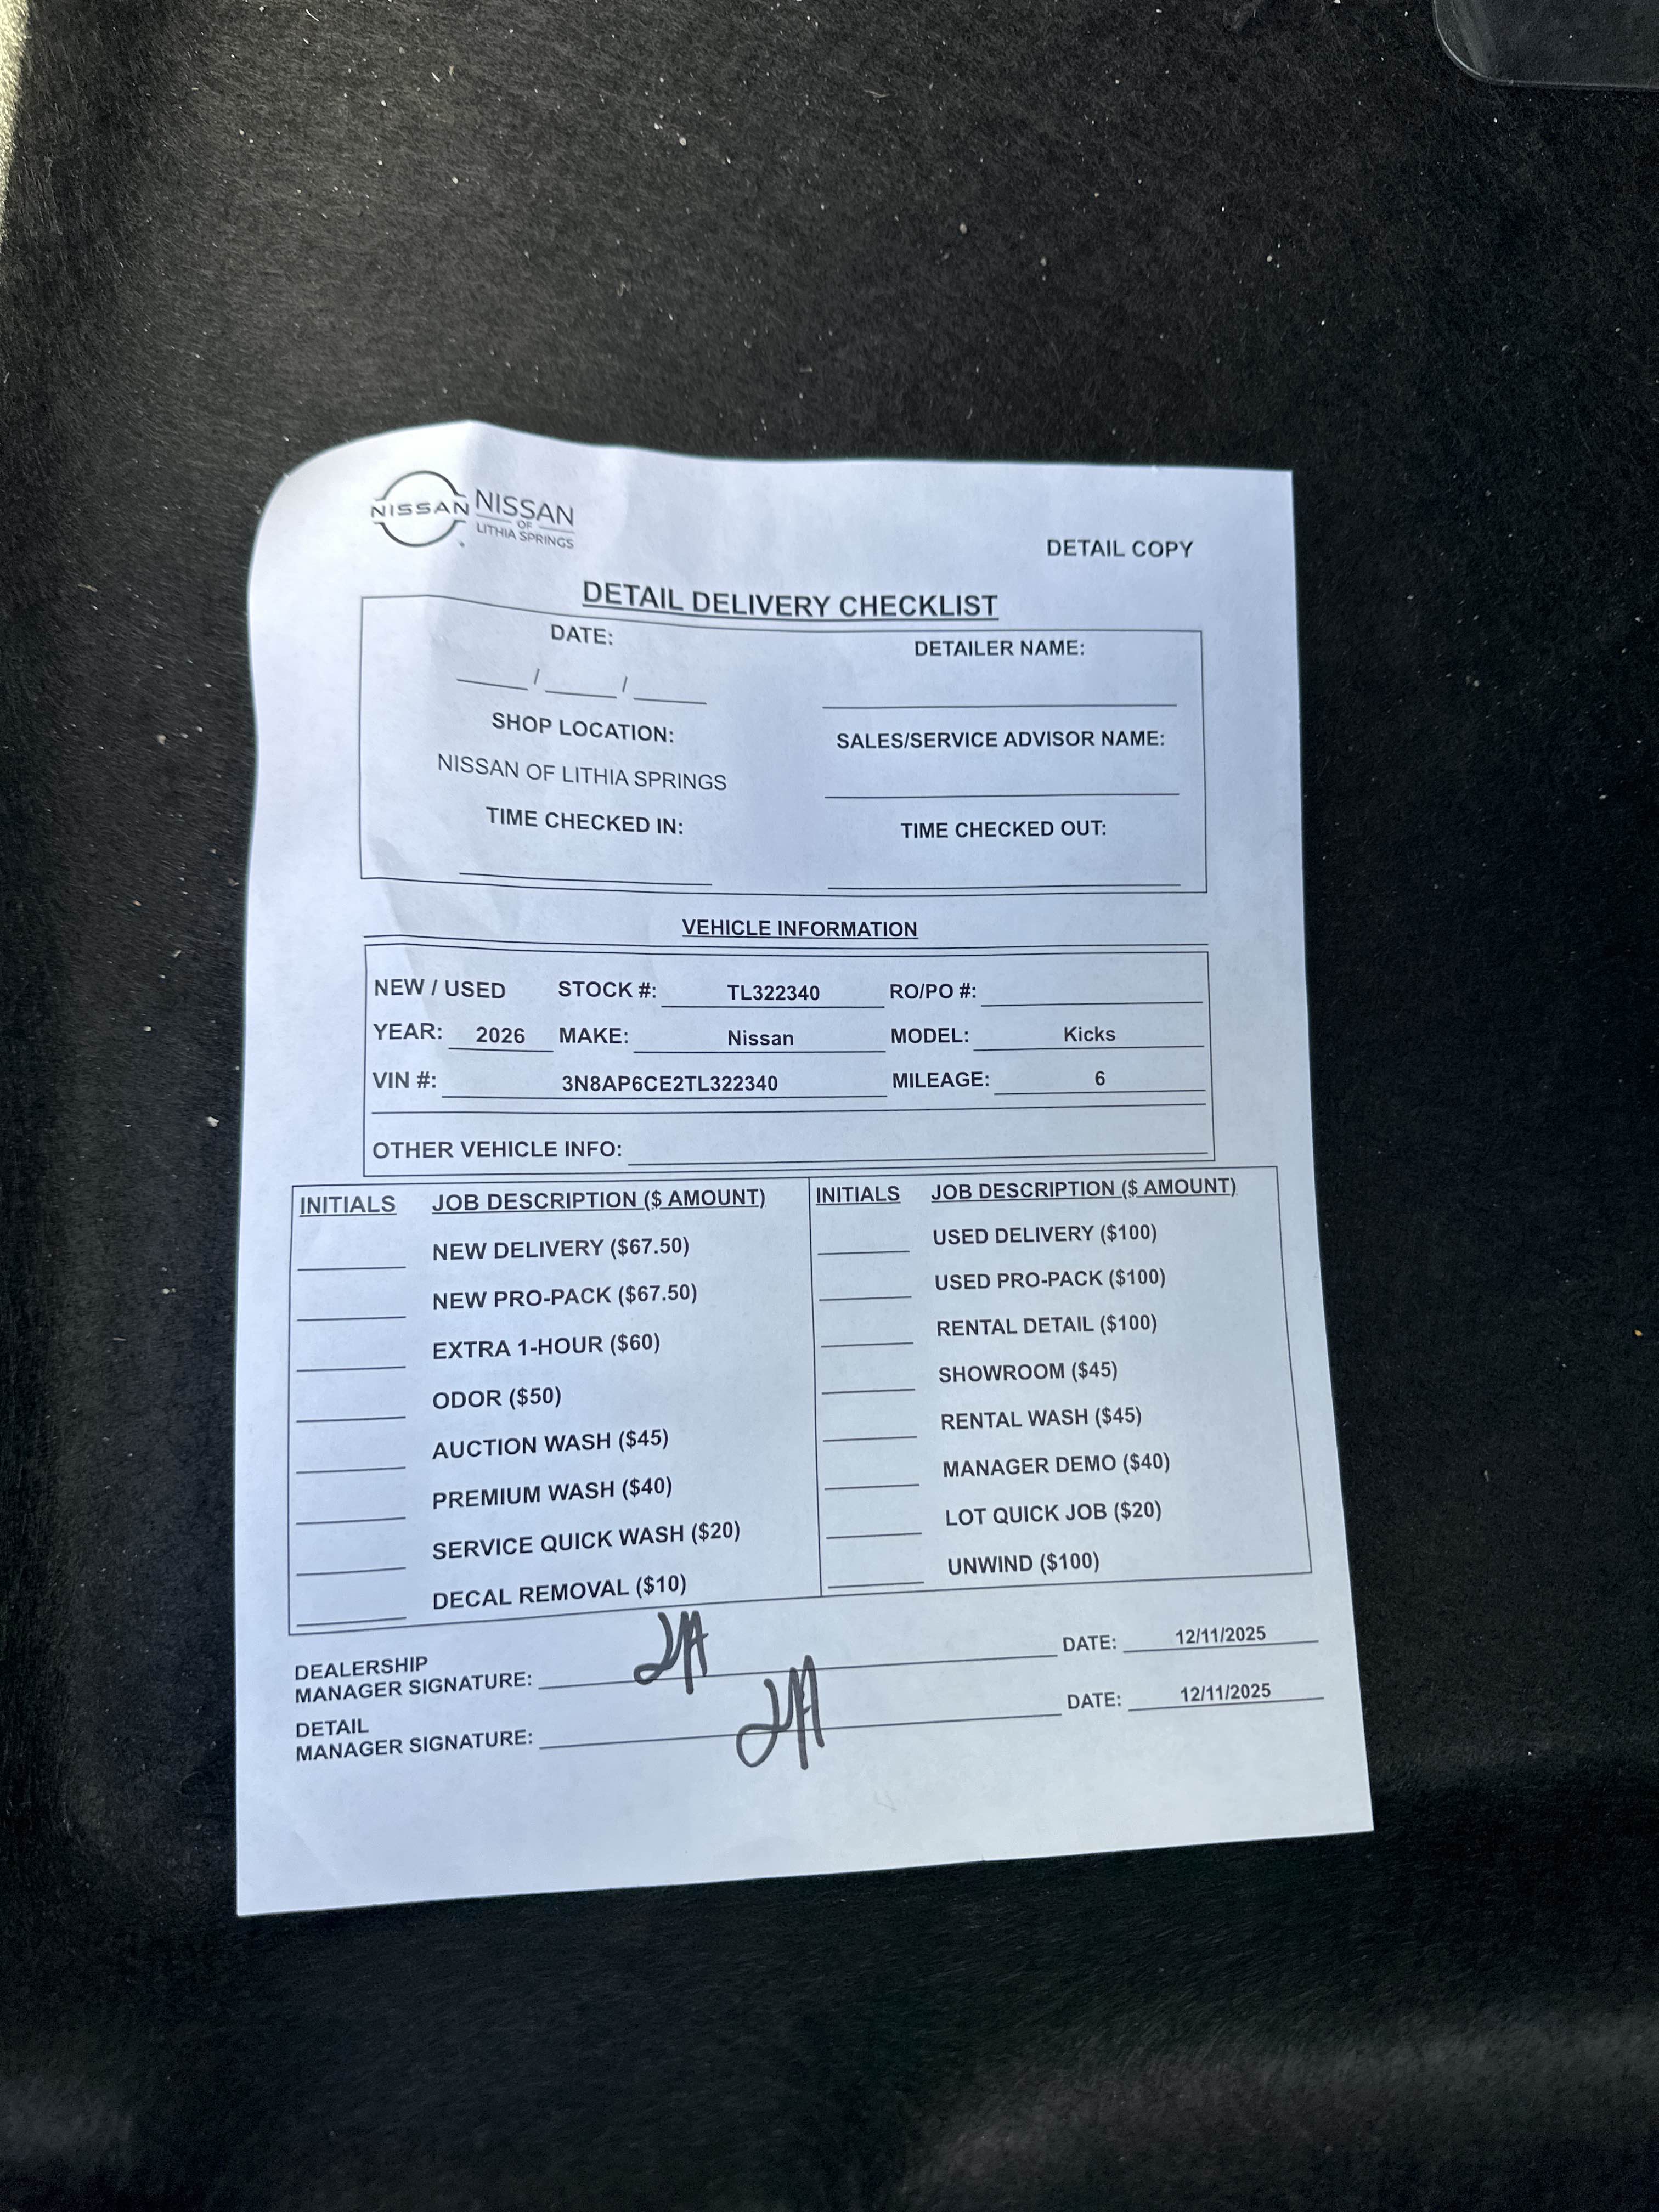 NISSAN NISSAN
OF
LITHIA SPRINGS
DETAIL COPY
DETAIL DELIVERY CHECKLIST
DATE: DETAILER NAME:
____/____/____
SHOP LOCATION: SALES/SERVICE ADVISOR NAME:
NISSAN OF LITHIA SPRINGS
TIME CHECKED IN: TIME CHECKED OUT:
VEHICLE INFORMATION
NEW / USED STOCK #: TL322340 RO/PO #:
YEAR: 2026 MAKE: Nissan MODEL: Kicks
VIN #: 3N8AP6CE2TL322340 MILEAGE: 6
OTHER VEHICLE INFO:
INITIALS JOB DESCRIPTION ($ AMOUNT) INITIALS JOB DESCRIPTION ($ AMOUNT)
NEW DELIVERY ($67.50) USED DELIVERY ($100)
NEW PRO-PACK ($67.50) USED PRO-PACK ($100)
EXTRA 1-HOUR ($60) RENTAL DETAIL ($100)
ODOR ($50) SHOWROOM ($45)
AUCTION WASH ($45) RENTAL WASH ($45)
PREMIUM WASH ($40) MANAGER DEMO ($40)
SERVICE QUICK WASH ($20) LOT QUICK JOB ($20)
DECAL REMOVAL ($10) UNWIND ($100)
DEALERSHIP
MANAGER SIGNATURE: DATE: 12/11/2025
DETAIL
MANAGER SIGNATURE: DATE: 12/11/2025